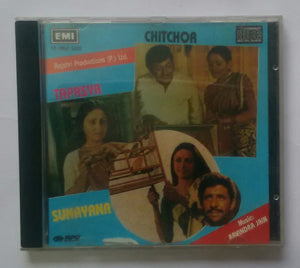 EMI
CHITCHOR
Rajshri Productions (P.) Ltd.
TAPASYA
SUNAYANA
Music:
RAVINDRA JAIN